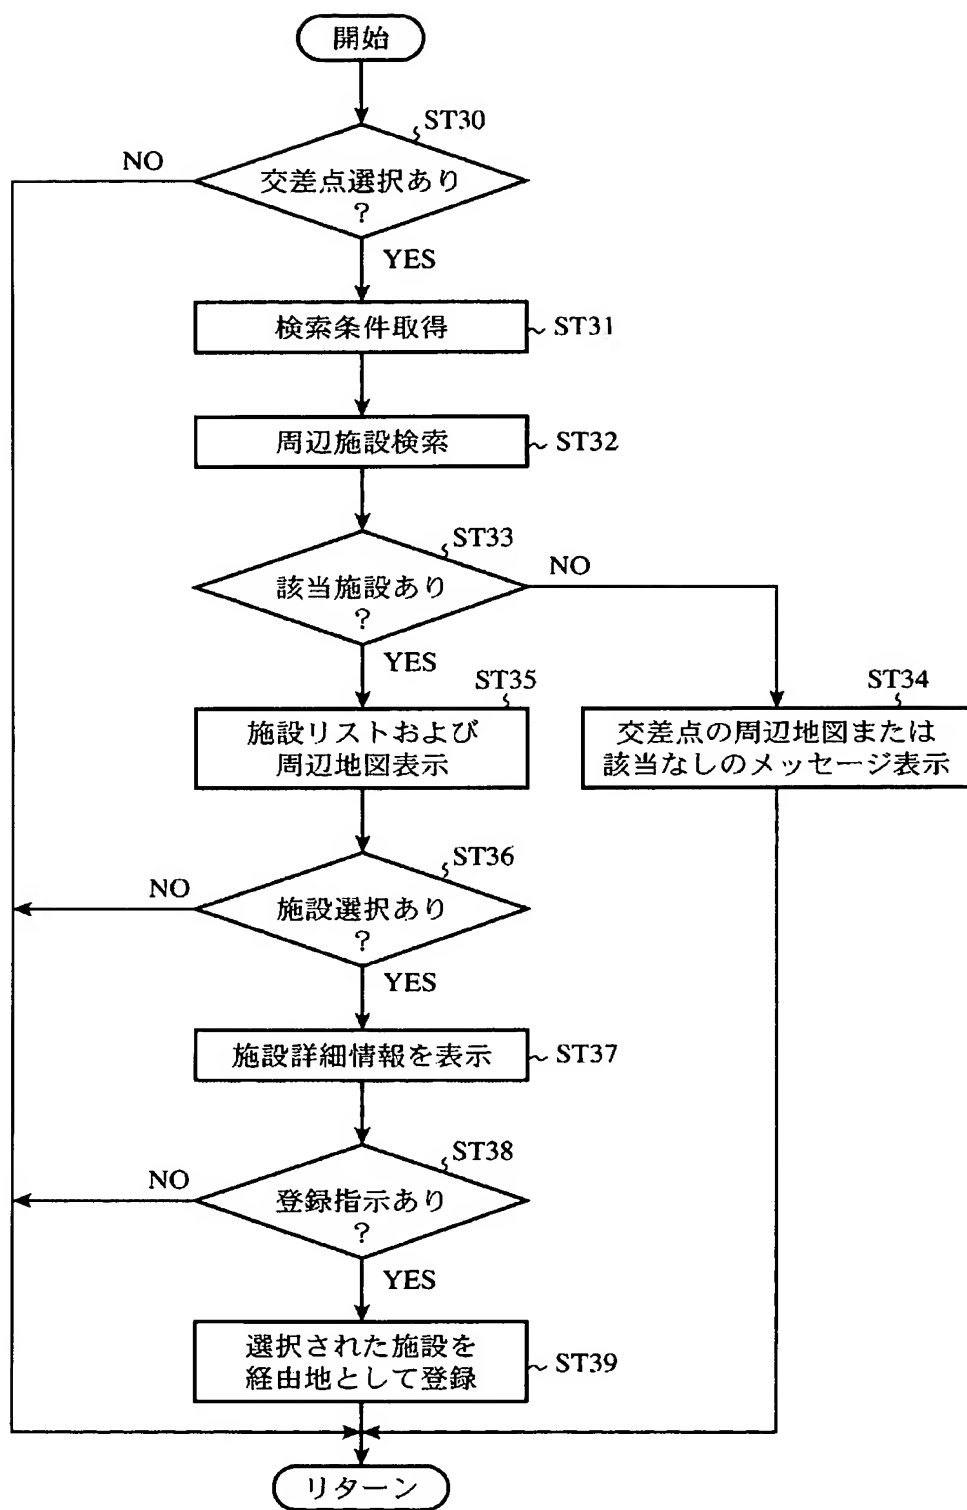 開始
ST30
NO
交差点選択あり
?
YES
検索条件取得
ST31
周辺施設検索
ST32
ST33
NO
該当施設あり
?
YES
ST35
ST34
施設リストおよび
周辺地図表示
交差点の周辺地図または
該当なしのメッセージ表示
ST36
NO
施設選択あり
?
YES
施設詳細情報を表示
ST37
ST38
NO
登録指示あり
?
YES
選択された施設を
経由地として登録
ST39
リターン